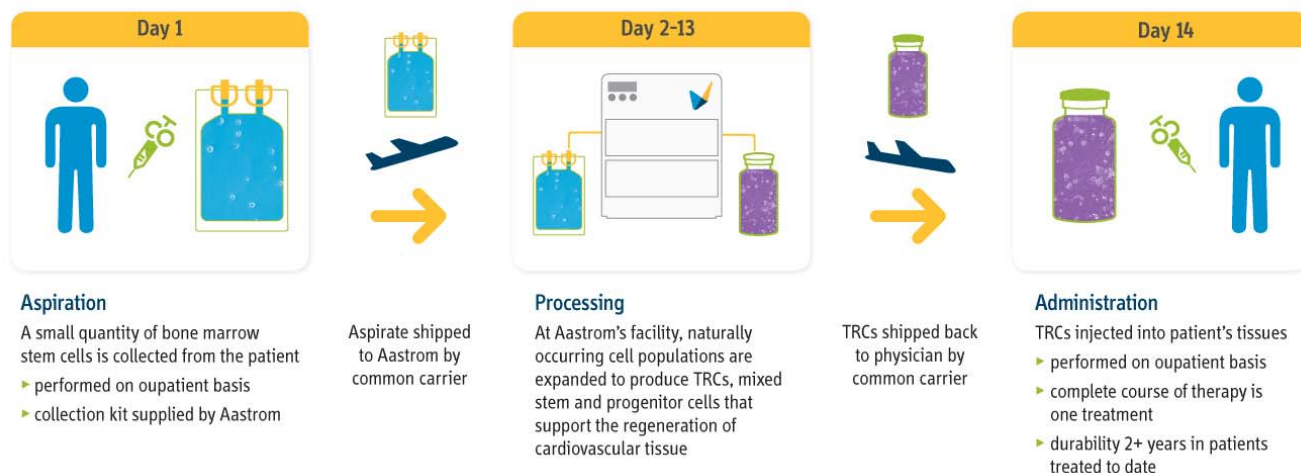 Day 1
Aspiration
A small quantity of bone marrow
stem cells is collected from the patient
▸ performed on oupatient basis
▸ collection kit supplied by Aastrom
Aspirate shipped
to Aastrom by
common carrier
Day 2-13
Processing
At Aastrom's facility, naturally
occurring cell populations are
expanded to produce TRCs, mixed
stem and progenitor cells that
support the regeneration of
cardiovascular tissue
TRCs shipped back
to physician by
common carrier
Day 14
Administration
TRCs injected into patient's tissues
▸ performed on oupatient basis
▸ complete course of therapy is
one treatment
▸ durability 2+ years in patients
treated to date